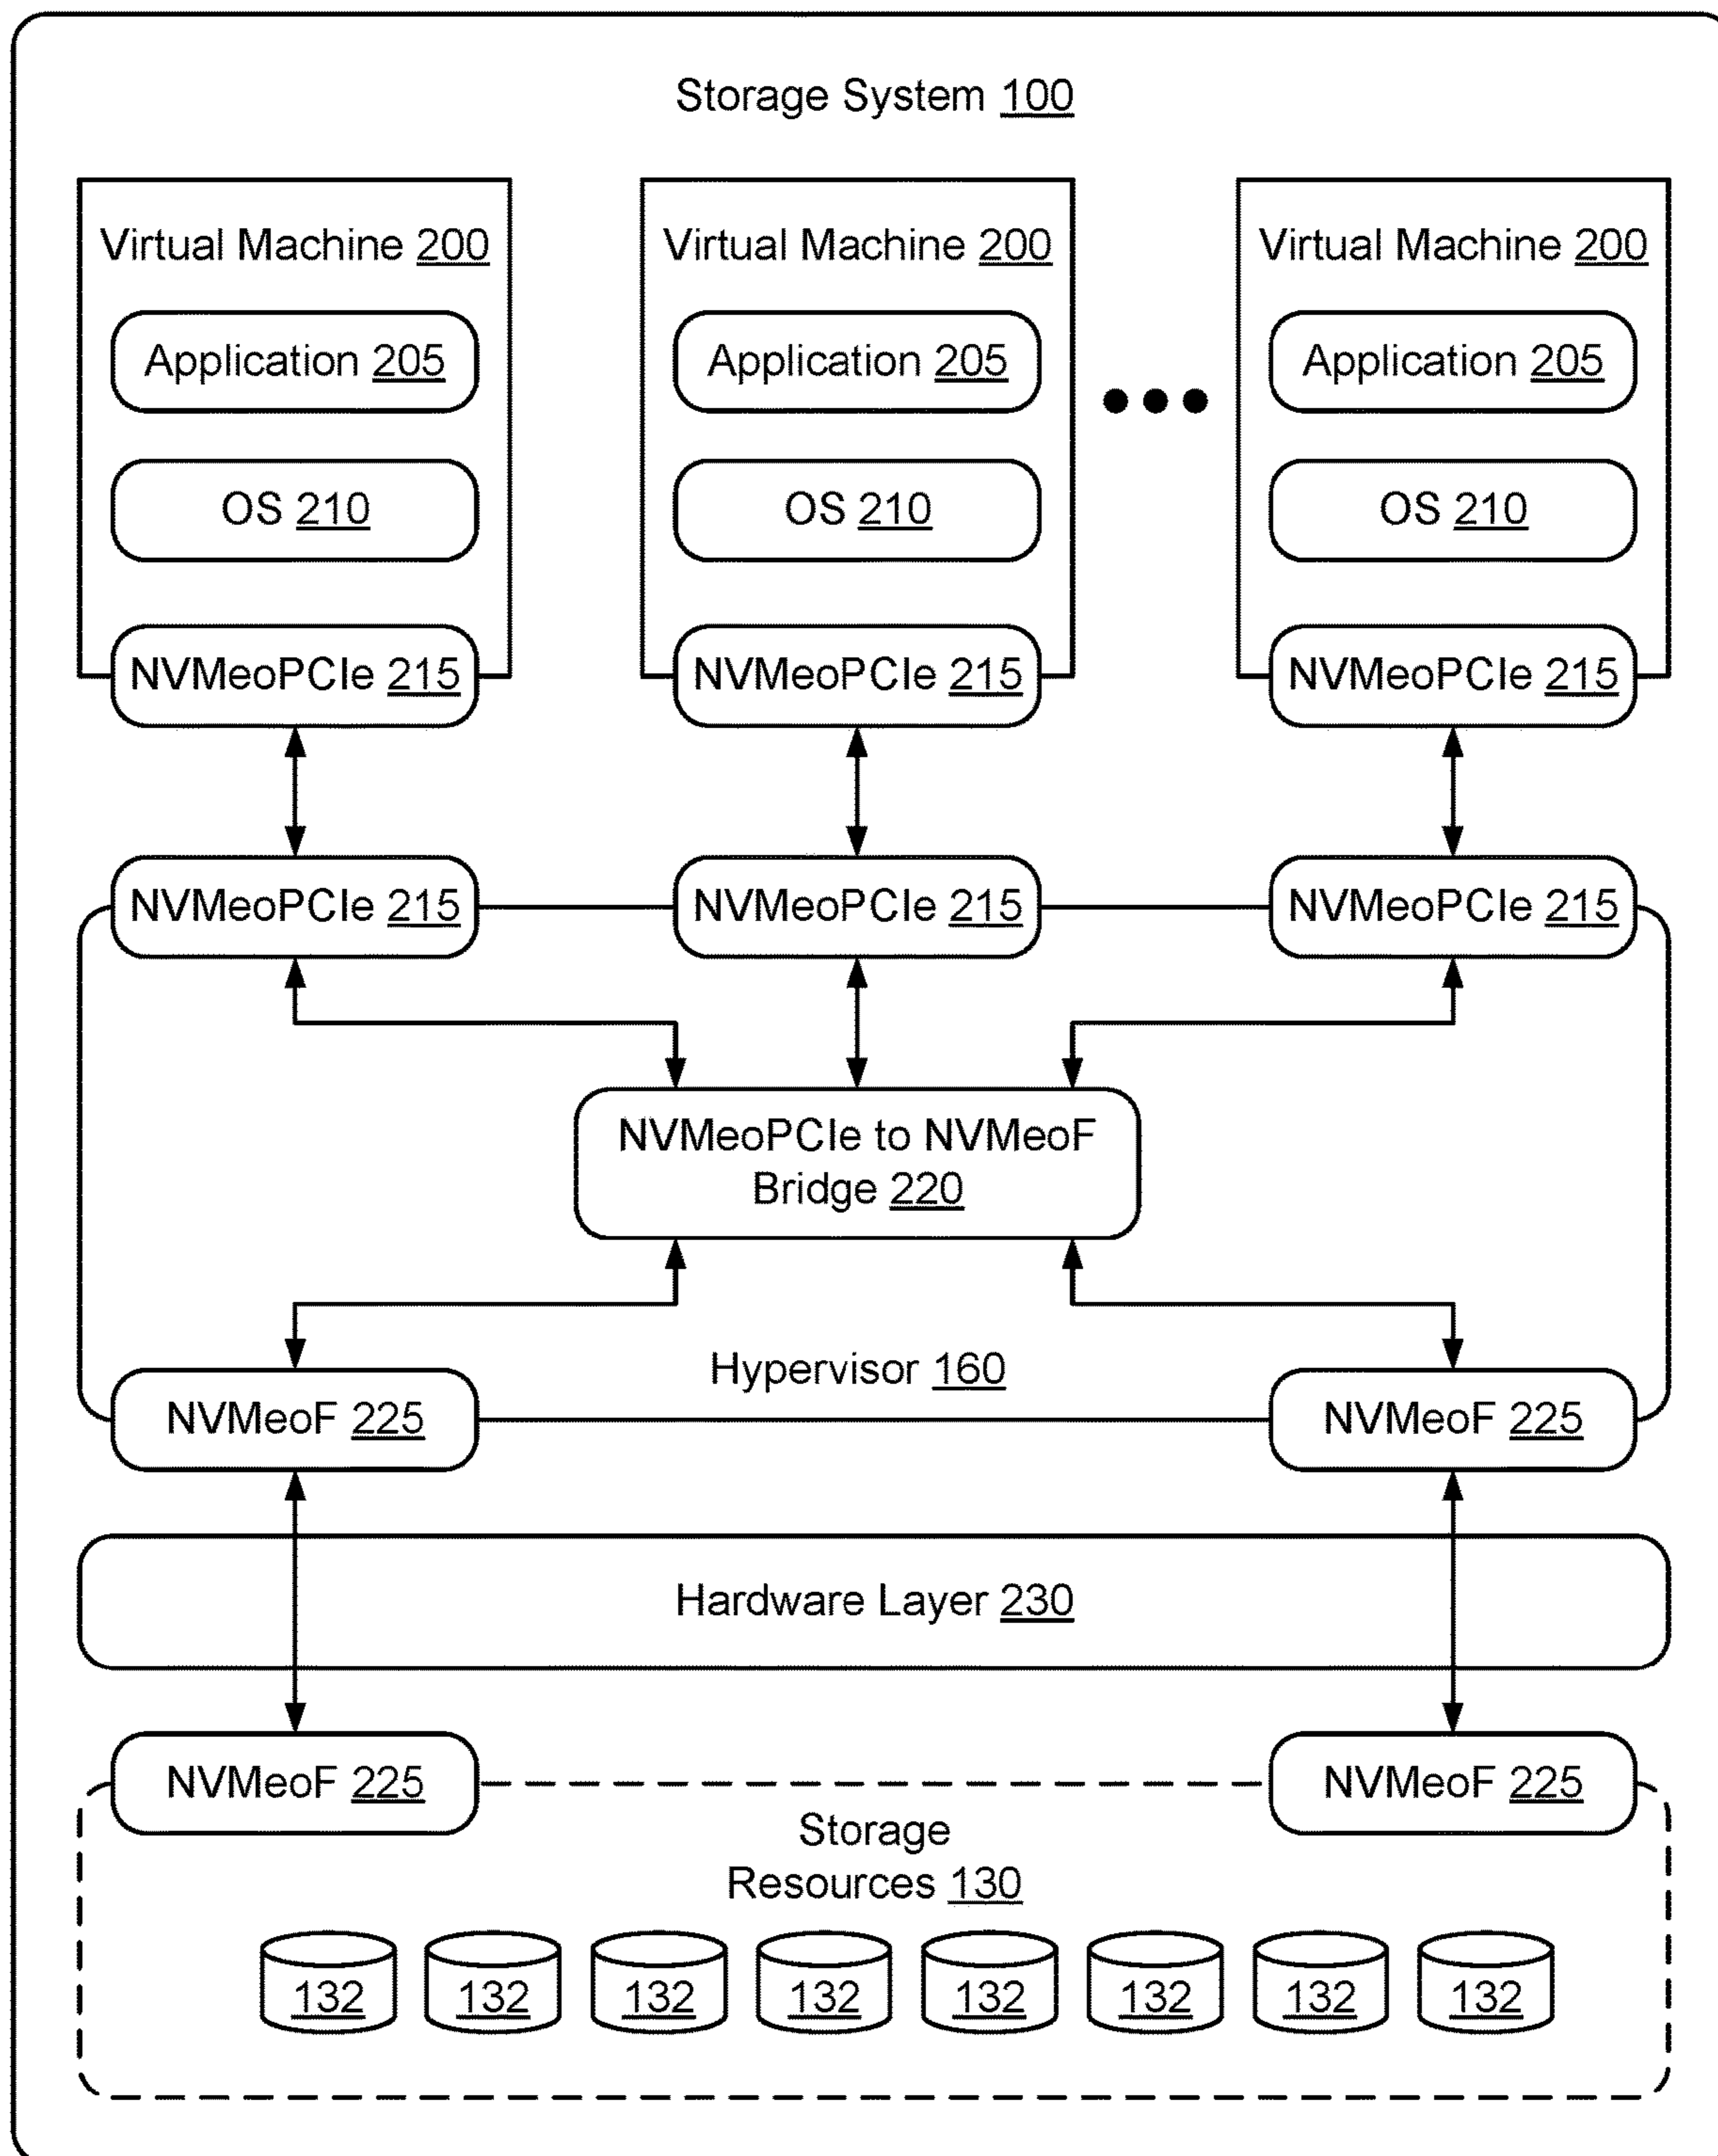 Storage System 100
Virtual Machine 200
Virtual Machine 200
Virtual Machine 200
Application 205
Application 205
Application 205
OS 210
OS 210
OS 210
NVMeoPCIe 215
NVMeoPCIe 215
NVMeoPCIe 215
NVMeoPCIe 215
NVMeoPCIe 215
NVMeoPCIe 215
NVMeoPCIe to NVMeoF
Bridge 220
Hypervisor 160
NVMeoF 225
NVMeoF 225
Hardware Layer 230
NVMeoF 225
NVMeoF 225
Storage
Resources 130
132
132
132
132
132
132
132
132